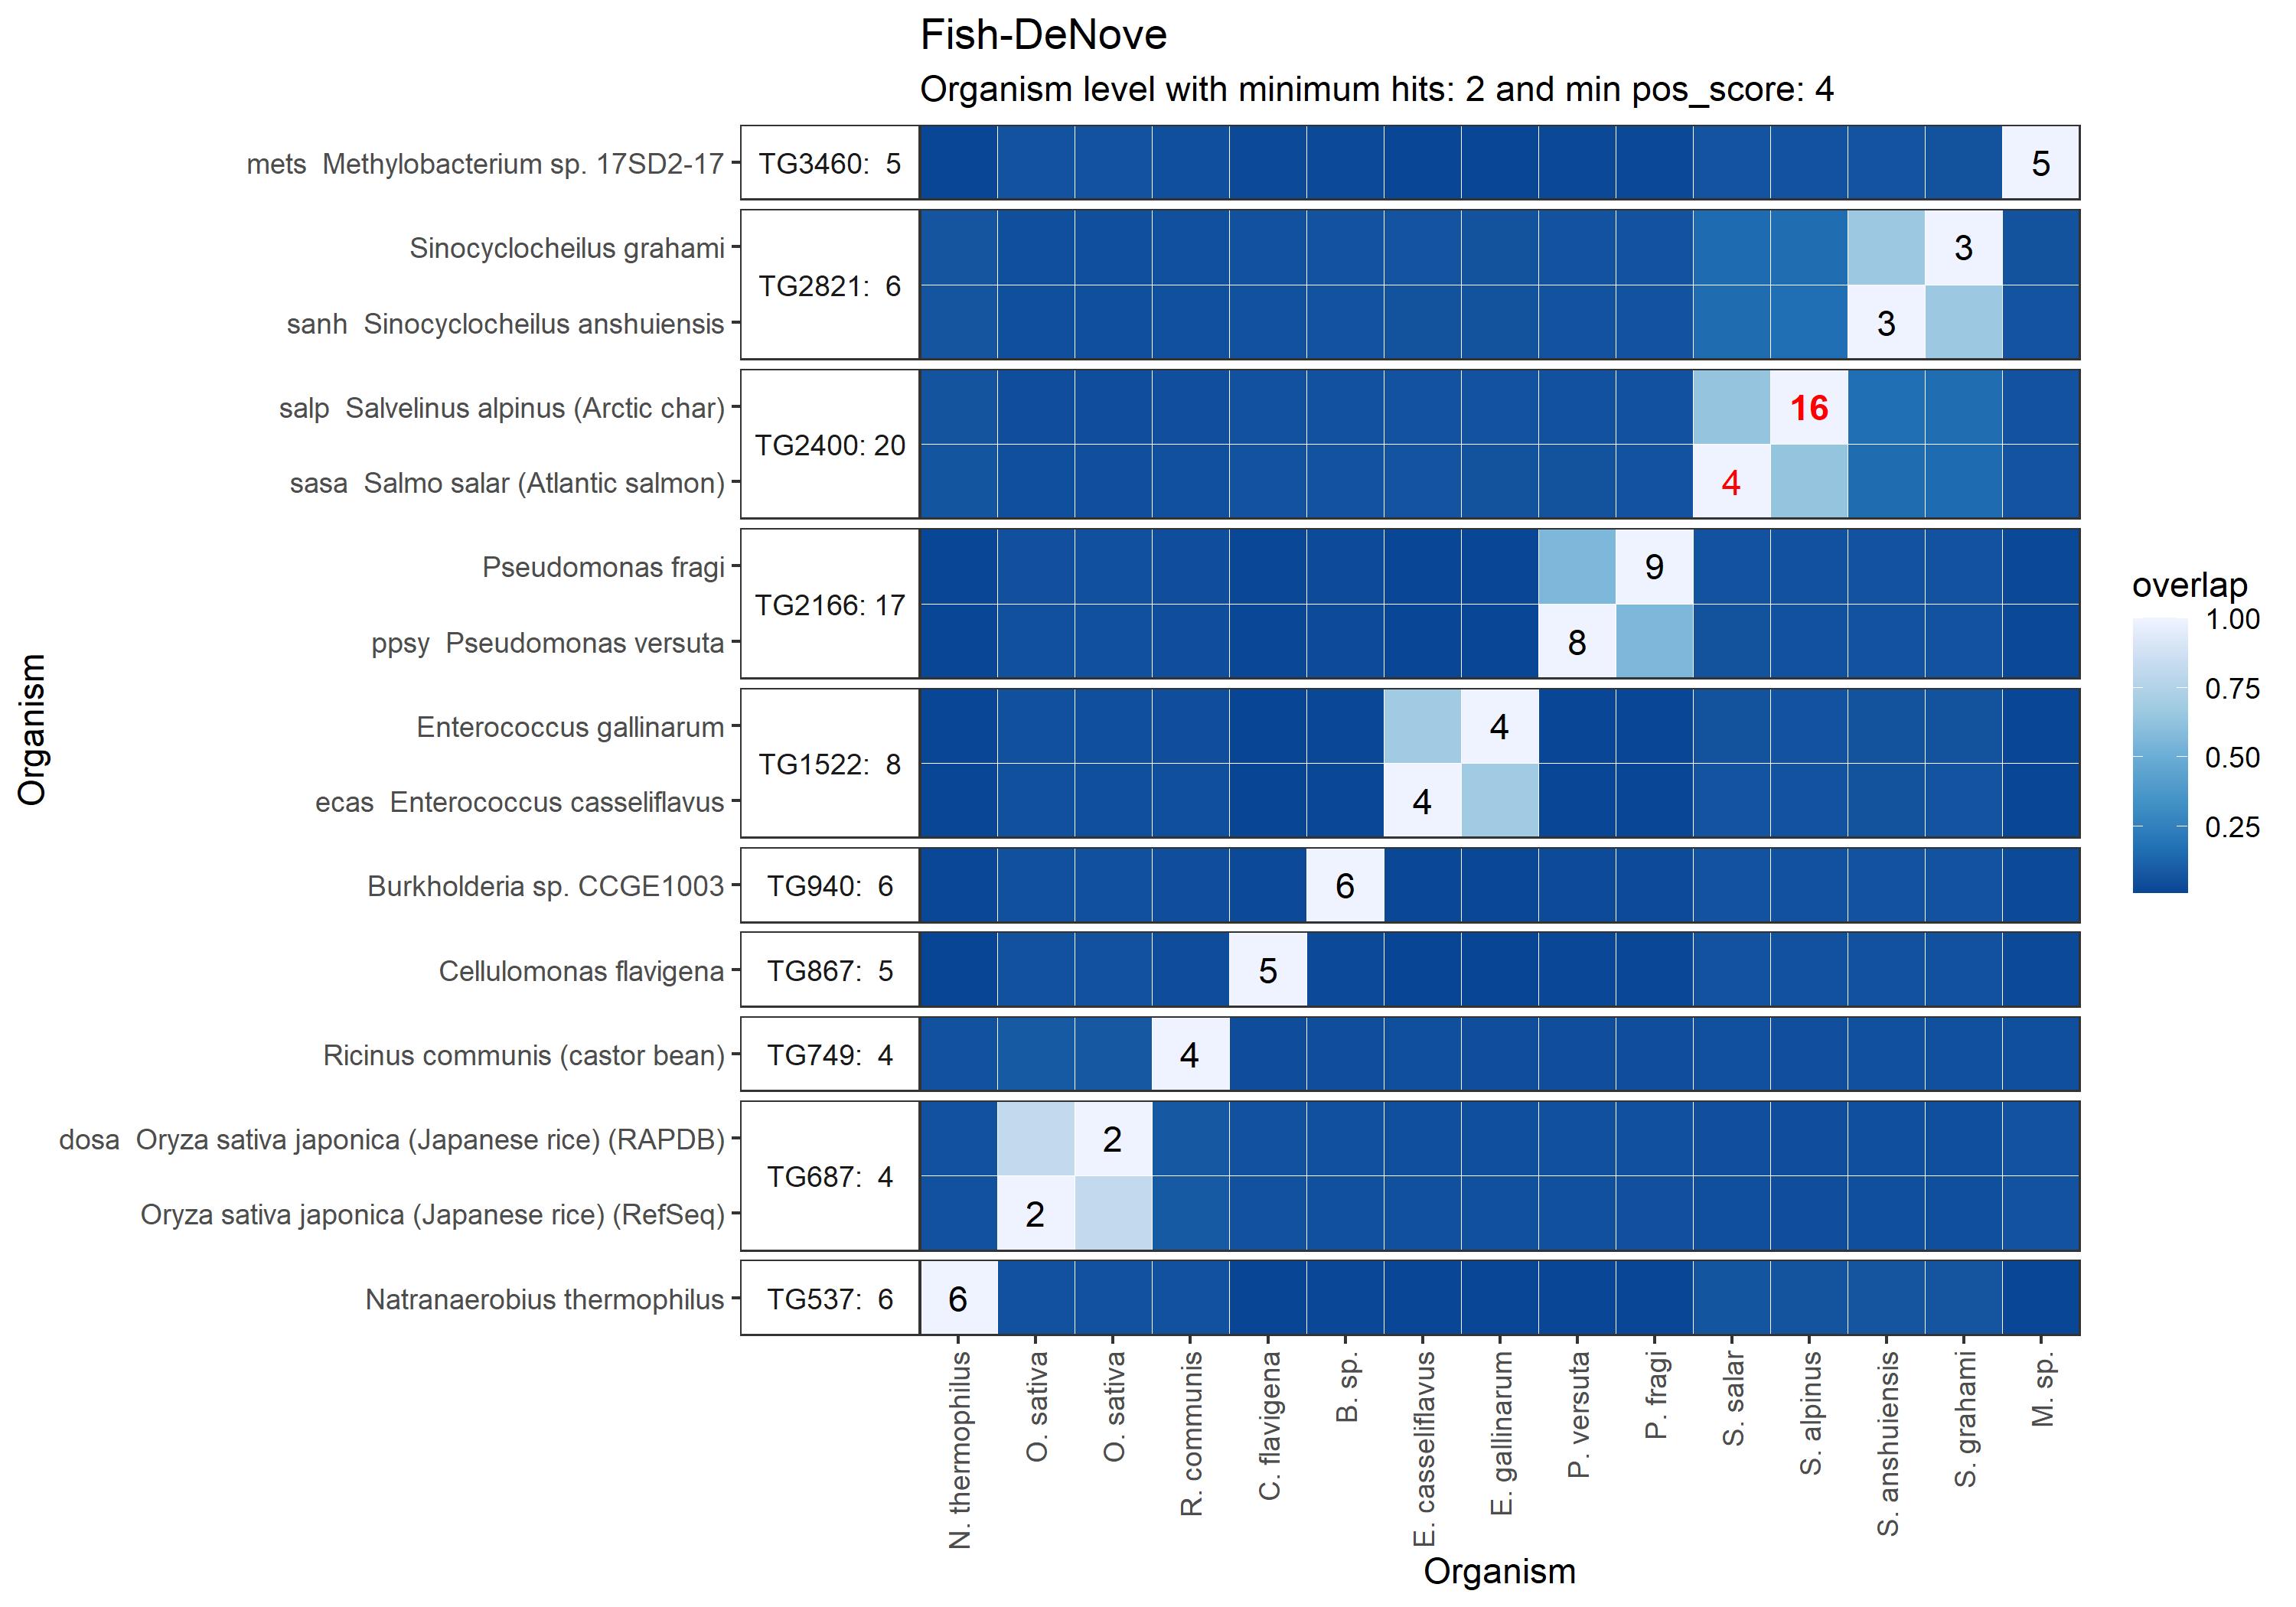 Fish-DeNove
Organism level with minimum hits: 2 and min pos_score: 4
mets  Methylobacterium sp. 17SD2-17
TG3460:  5
5
Sinocyclocheilus grahami
3
TG2821:  6
sanh  Sinocyclocheilus anshuiensis
3
salp  Salvelinus alpinus (Arctic char)
16
TG2400: 20
sasa  Salmo salar (Atlantic salmon)
4
Pseudomonas fragi
9
TG2166: 17
ppsy  Pseudomonas versuta
8
Enterococcus gallinarum
4
TG1522:  8
ecas  Enterococcus casseliflavus
4
Burkholderia sp. CCGE1003
TG940:  6
6
Cellulomonas flavigena
TG867:  5
5
Ricinus communis (castor bean)
TG749:  4
4
dosa  Oryza sativa japonica (Japanese rice) (RAPDB)
2
TG687:  4
Oryza sativa japonica (Japanese rice) (RefSeq)
2
Natranaerobius thermophilus
TG537:  6
6
Organism
N. thermophilus
O. sativa
O. sativa
R. communis
C. flavigena
B. sp.
E. casseliflavus
E. gallinarum
P. versuta
P. fragi
S. salar
S. alpinus
S. anshuiensis
S. grahami
M. sp.
Organism
overlap
1.00
0.75
0.50
0.25